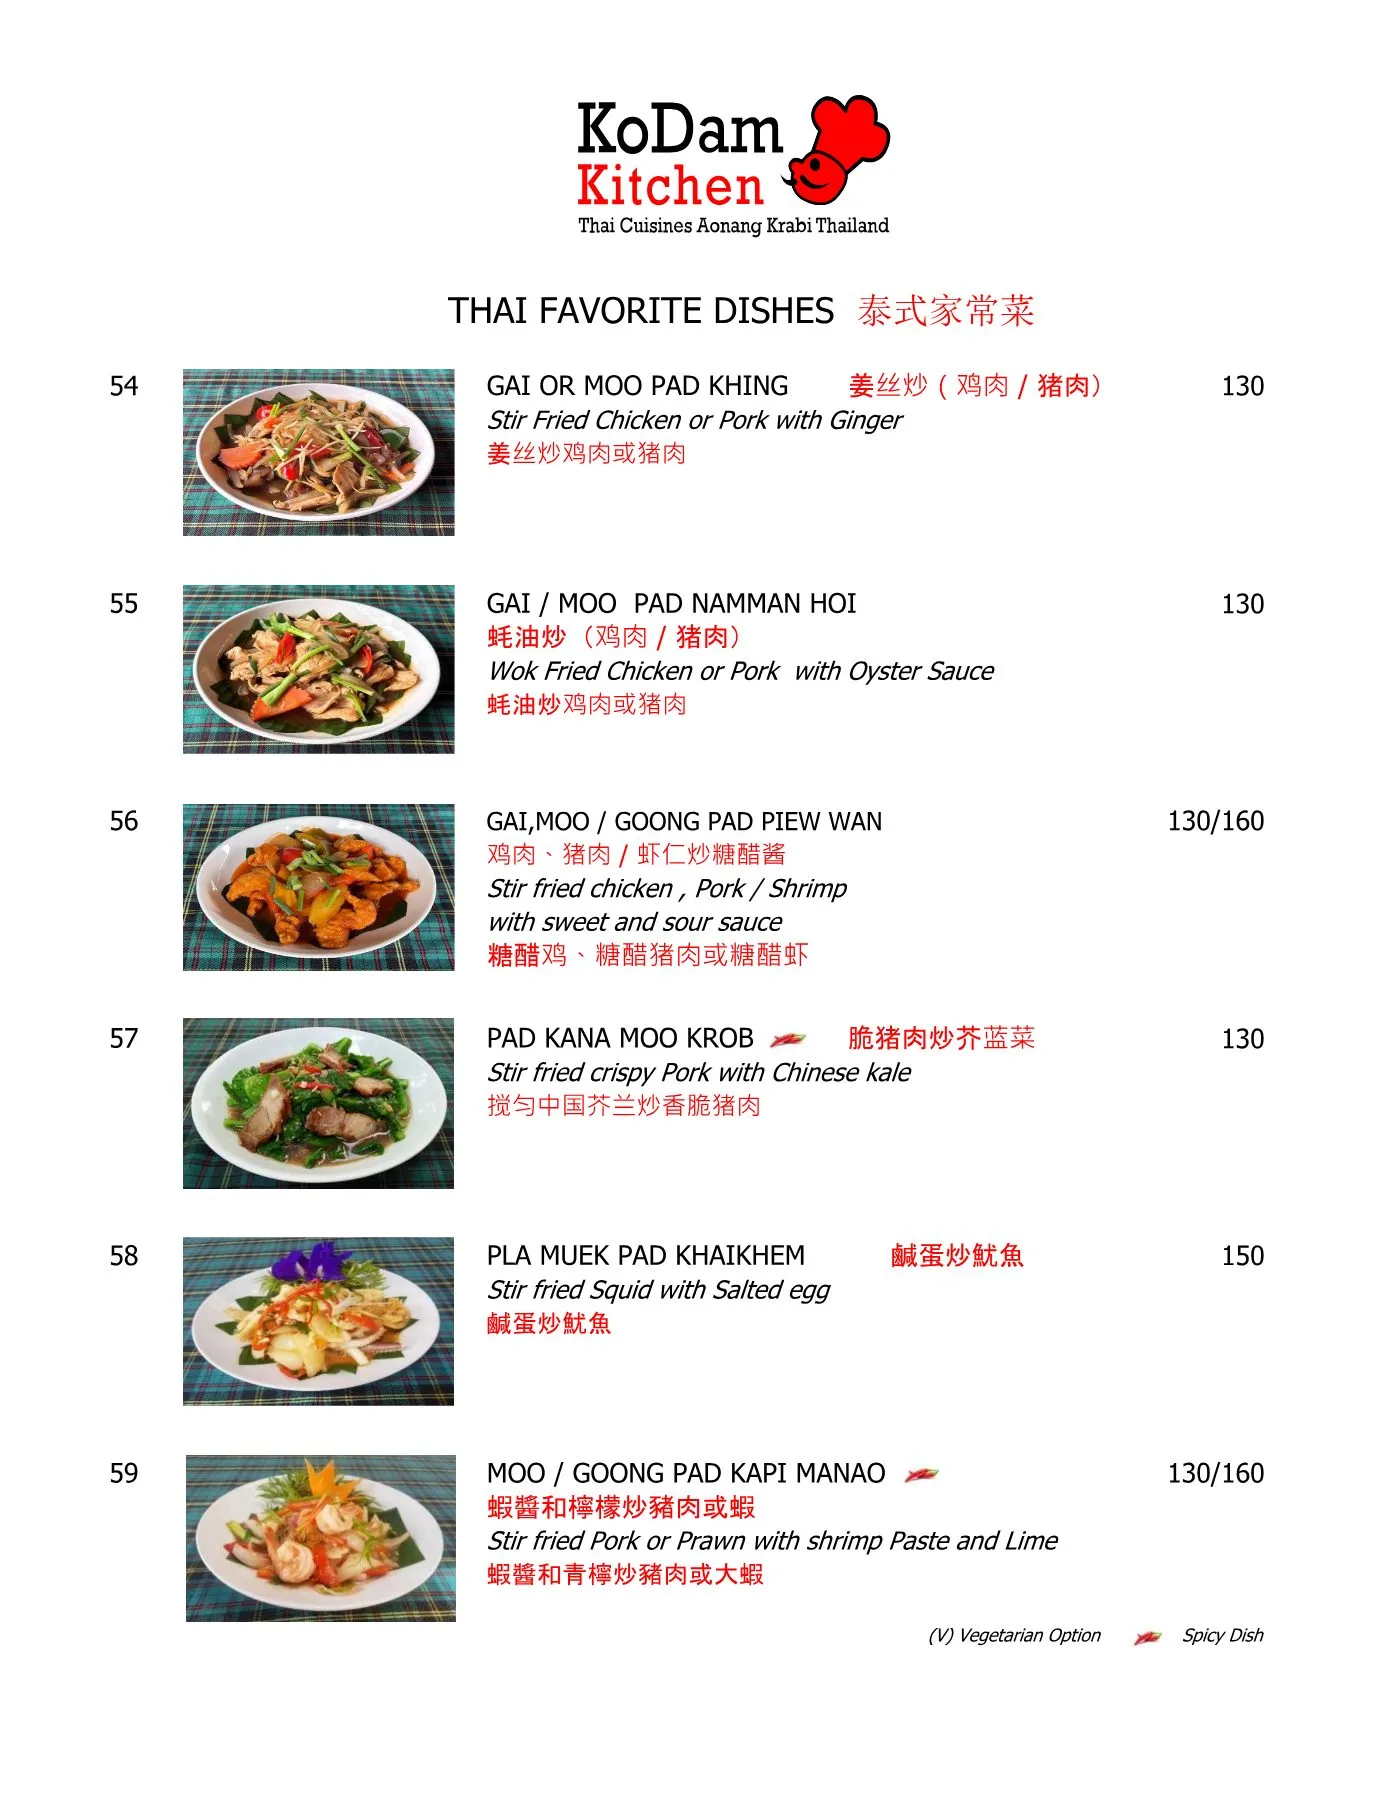 KoDam
Kitchen
Thai Cuisines Aonang Krabi Thailand
THAI FAVORITE DISHES 泰式家常菜
54 GAI OR MOO PAD KHING 姜丝炒 ( 鸡肉 / 猪肉） 130
Stir Fried Chicken or Pork with Ginger
姜丝炒鸡肉或猪肉
55 GAI / MOO PAD NAMMAN HOI 130
蚝油炒（鸡肉 / 猪肉）
Wok Fried Chicken or Pork with Oyster Sauce
蚝油炒鸡肉或猪肉
56 GAI,MOO / GOONG PAD PIEW WAN 130/160
鸡肉、猪肉 / 虾仁炒糖醋酱
Stir fried chicken , Pork / Shrimp
with sweet and sour sauce
糖醋鸡、糖醋猪肉或糖醋虾
57 PAD KANA MOO KROB 脆猪肉炒芥蓝菜 130
Stir fried crispy Pork with Chinese kale
搅匀中国芥兰炒香脆猪肉
58 PLA MUEK PAD KHAIKHEM 鹹蛋炒魷魚 150
Stir fried Squid with Salted egg
鹹蛋炒魷魚
59 MOO / GOONG PAD KAPI MANAO 130/160
蝦醬和檸檬炒豬肉或蝦
Stir fried Pork or Prawn with shrimp Paste and Lime
蝦醬和青檸炒豬肉或大蝦
(V) Vegetarian Option Spicy Dish